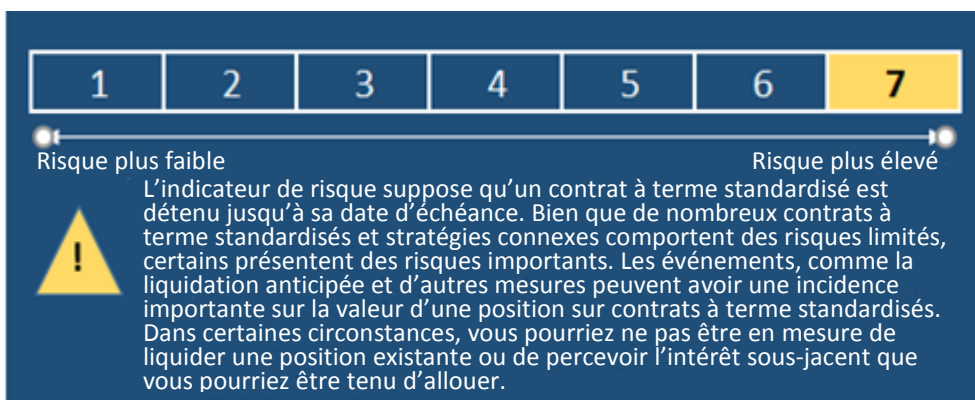 1 2 3 4 5 6 7
Risque plus faible Risque plus élevé
L’indicateur de risque suppose qu’un contrat à terme standardisé est
détenu jusqu’à sa date d’échéance. Bien que de nombreux contrats à
terme standardisés et stratégies connexes comportent des risques limités,
certains présentent des risques importants. Les événements, comme la
liquidation anticipée et d’autres mesures peuvent avoir une incidence
importante sur la valeur d’une position sur contrats à terme standardisés.
Dans certaines circonstances, vous pourriez ne pas être en mesure de
liquider une position existante ou de percevoir l’intérêt sous-jacent que
vous pourriez être tenu d’allouer.
!